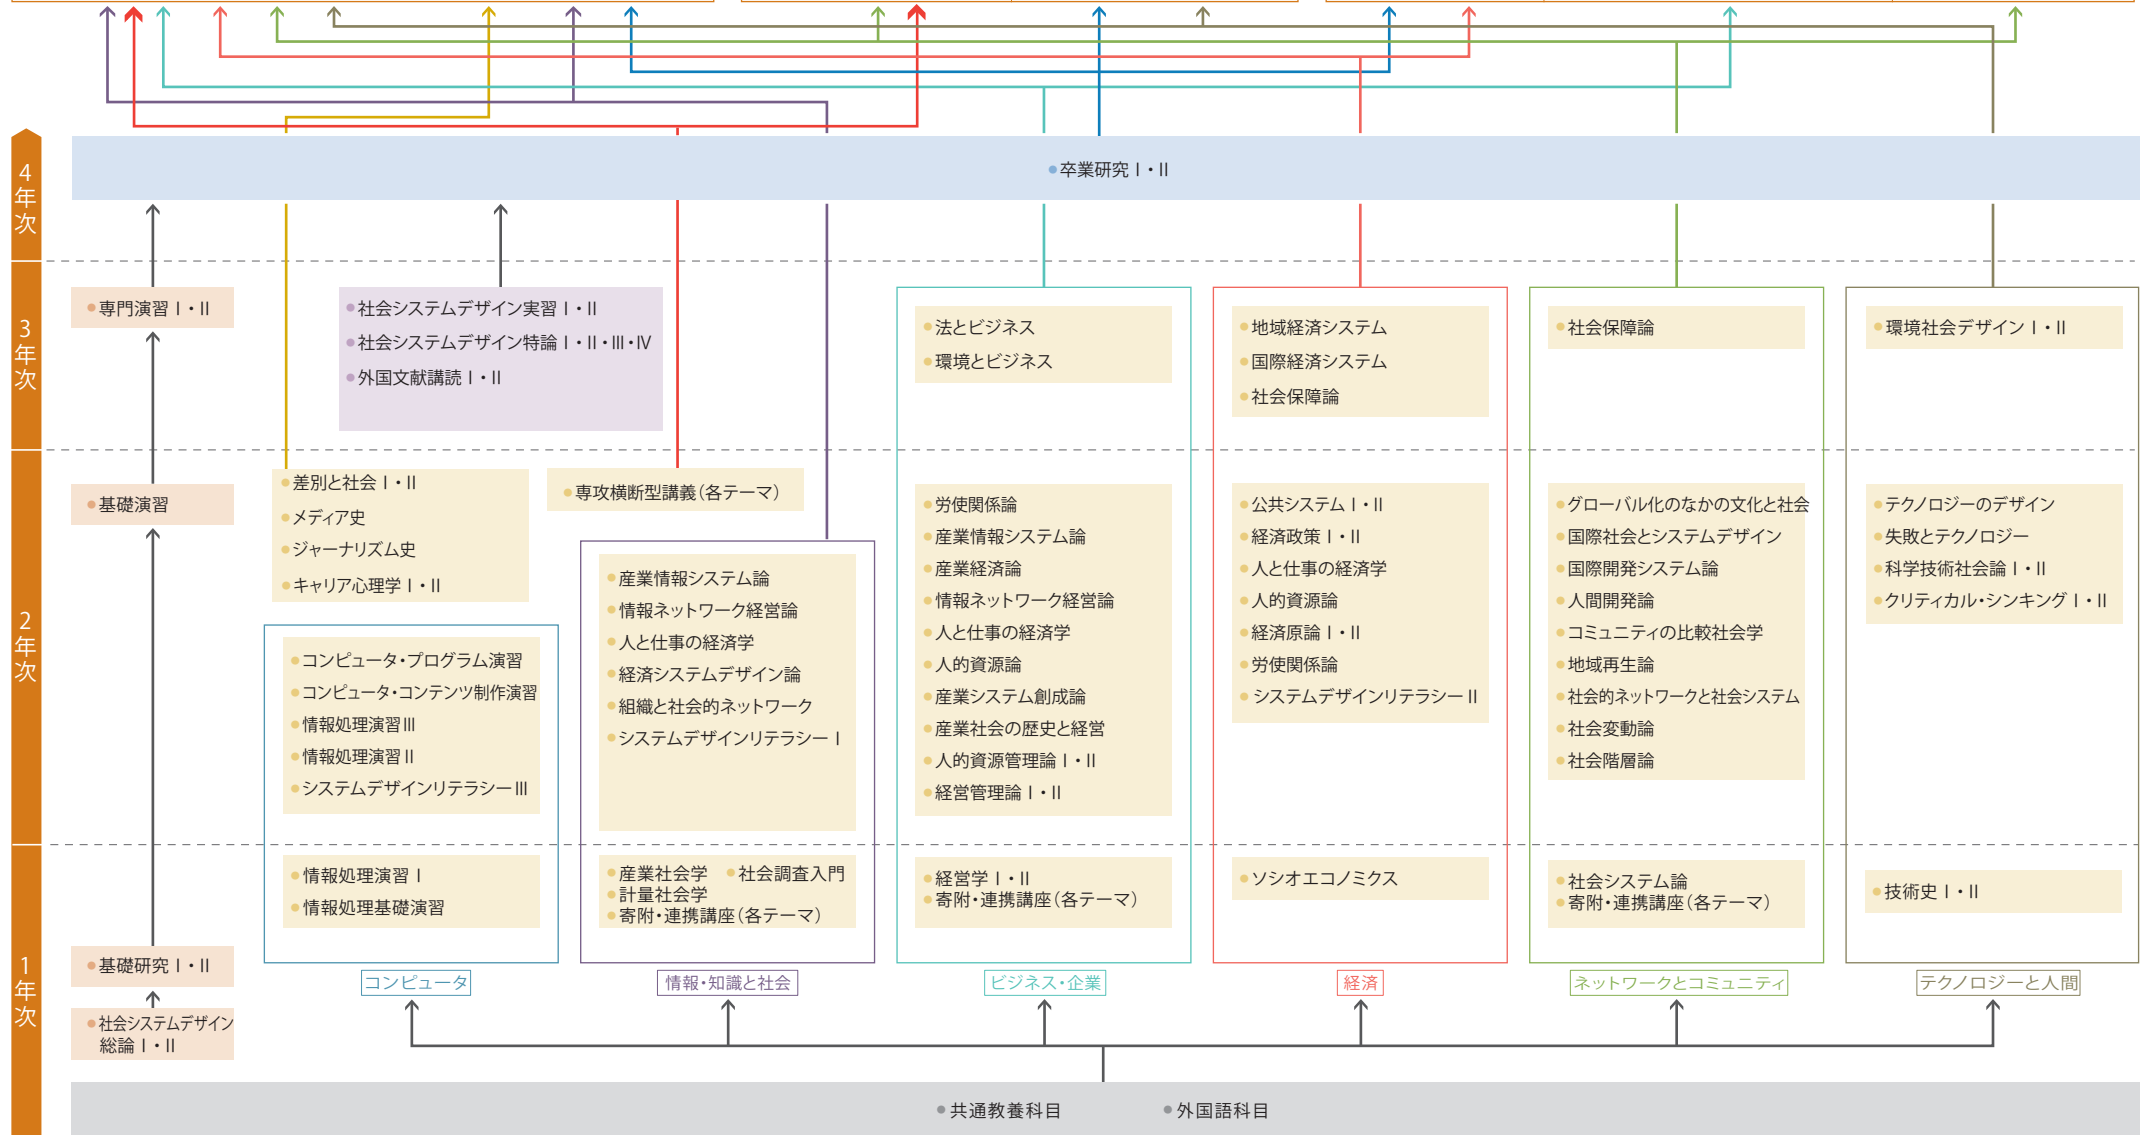 4年次
●卒業研究Ⅰ・Ⅱ
3年次
●専門演習Ⅰ・Ⅱ
●社会システムデザイン実習Ⅰ・Ⅱ
●社会システムデザイン特論Ⅰ・Ⅱ・Ⅲ・Ⅳ
●外国文献講読Ⅰ・Ⅱ
●法とビジネス
●環境とビジネス
●地域経済システム
●国際経済システム
●社会保障論
●社会保障論
●環境社会デザインⅠ・Ⅱ
2年次
●基礎演習
●差別と社会Ⅰ・Ⅱ
●メディア史
●ジャーナリズム史
●キャリア心理学Ⅰ・Ⅱ
●専攻横断型講義(各テーマ)
●コンピュータ・プログラム演習
●コンピュータ・コンテンツ制作演習
●情報処理演習Ⅲ
●情報処理演習Ⅱ
●システムデザインリテラシーⅢ
●産業情報システム論
●情報ネットワーク経営論
●人と仕事の経済学
●経済システムデザイン論
●組織と社会的ネットワーク
●システムデザインリテラシーⅠ
●労使関係論
●産業情報システム論
●産業経済論
●情報ネットワーク経営論
●人と仕事の経済学
●人的資源論
●産業システム創成論
●産業社会の歴史と経営
●人的資源管理論Ⅰ・Ⅱ
●経営管理論Ⅰ・Ⅱ
●公共システムⅠ・Ⅱ
●経済政策Ⅰ・Ⅱ
●人と仕事の経済学
●人的資源論
●経済原論Ⅰ・Ⅱ
●労使関係論
●システムデザインリテラシーⅡ
●グローバル化のなかの文化と社会
●国際社会とシステムデザイン
●国際開発システム論
●人間開発論
●コミュニティの比較社会学
●地域再生論
●社会的ネットワークと社会システム
●社会変動論
●社会階層論
●テクノロジーのデザイン
●失敗とテクノロジー
●科学技術社会論Ⅰ・Ⅱ
●クリティカル・シンキングⅠ・Ⅱ
1年次
●基礎研究Ⅰ・Ⅱ
●社会システムデザイン
総論Ⅰ・Ⅱ
●情報処理演習Ⅰ
●情報処理基礎演習
●産業社会学 ●社会調査入門
●計量社会学
●寄附・連携講座(各テーマ)
●経営学Ⅰ・Ⅱ
●寄附・連携講座(各テーマ)
●ソシオエコノミクス
●社会システム論
●寄附・連携講座(各テーマ)
●技術史Ⅰ・Ⅱ
コンピュータ
情報・知識と社会
ビジネス・企業
経済
ネットワークとコミュニティ
テクノロジーと人間
●共通教養科目 ●外国語科目